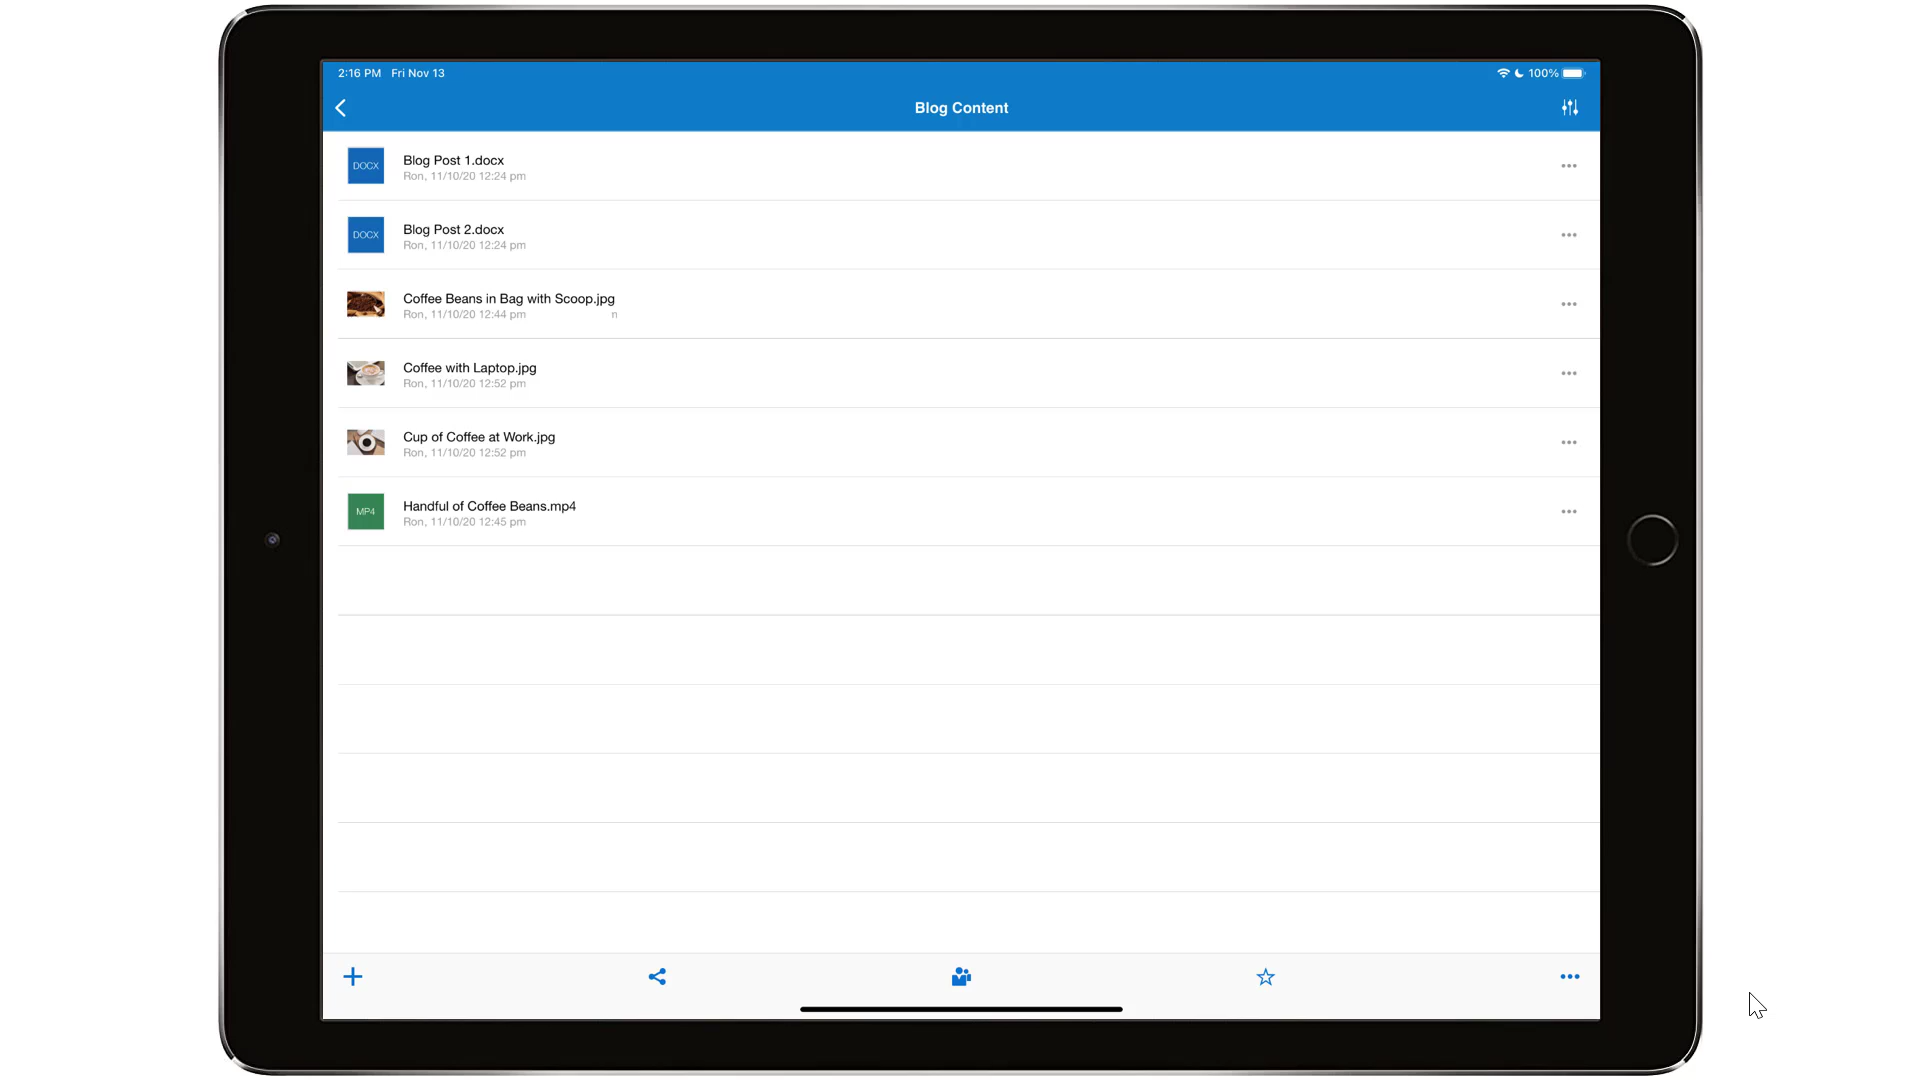 2:16 PM Fri Nov 13
100%
Blog Content
DOCX
Blog Post 1.docx
Ron, 11/10/20 12:24 pm
DOCX
Blog Post 2.docx
Ron, 11/10/20 12:24 pm
Coffee Beans in Bag with Scoop.jpg
Ron, 11/10/20 12:44 pm n
Coffee with Laptop.jpg
Ron, 11/10/20 12:52 pm
Cup of Coffee at Work.jpg
Ron, 11/10/20 12:52 pm
MP4
Handful of Coffee Beans.mp4
Ron, 11/10/20 12:45 pm